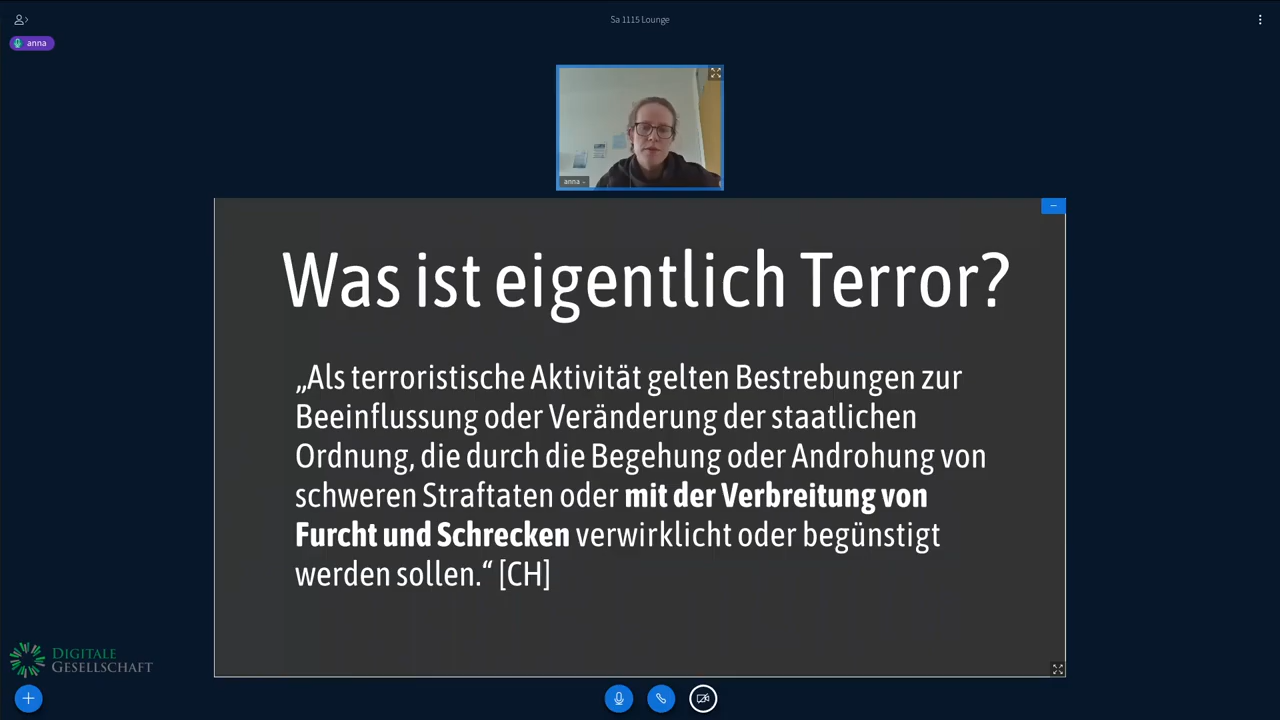 Sa 1115 Lounge
anna
anna
Was ist eigentlich Terror?
„Als terroristische Aktivität gelten Bestrebungen zur
Beeinflussung oder Veränderung der staatlichen
Ordnung, die durch die Begehung oder Androhung von
schweren Straftaten oder mit der Verbreitung von
Furcht und Schrecken verwirklicht oder begünstigt
werden sollen.“ [CH]
DIGITALE
GESELLSCHAFT